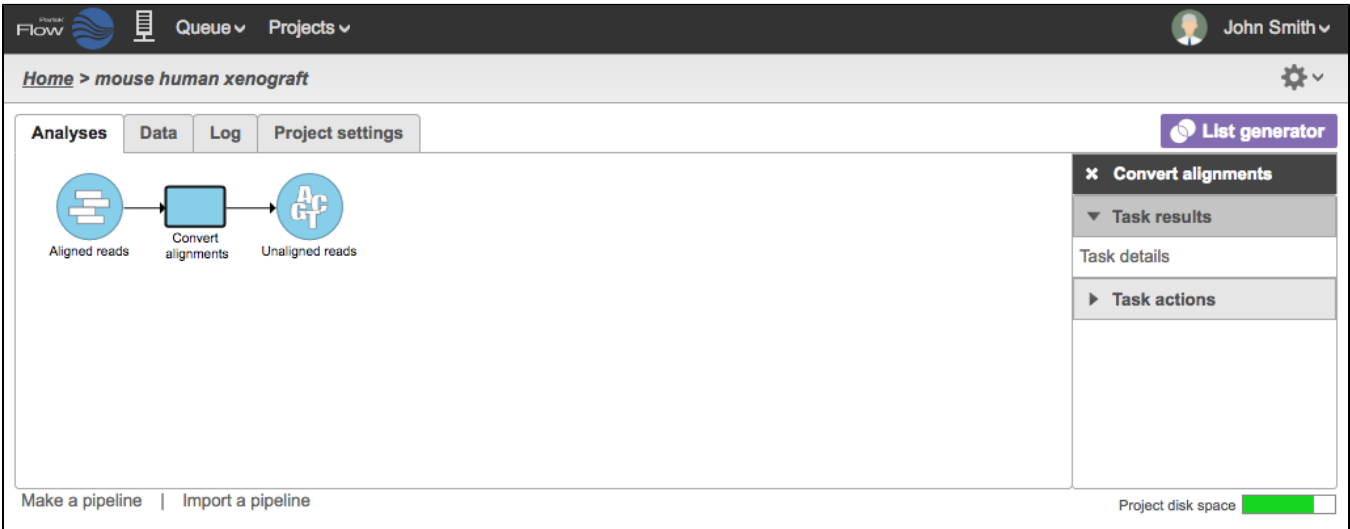 Partek
Flow
Queue Projects John Smith
Home > mouse human xenograft
Analyses Data Log Project settings List generator
Convert alignments
Task results
Task details
Task actions
ACGT
Aligned reads
Convert
alignments
Unaligned reads
Make a pipeline | Import a pipeline
Project disk space